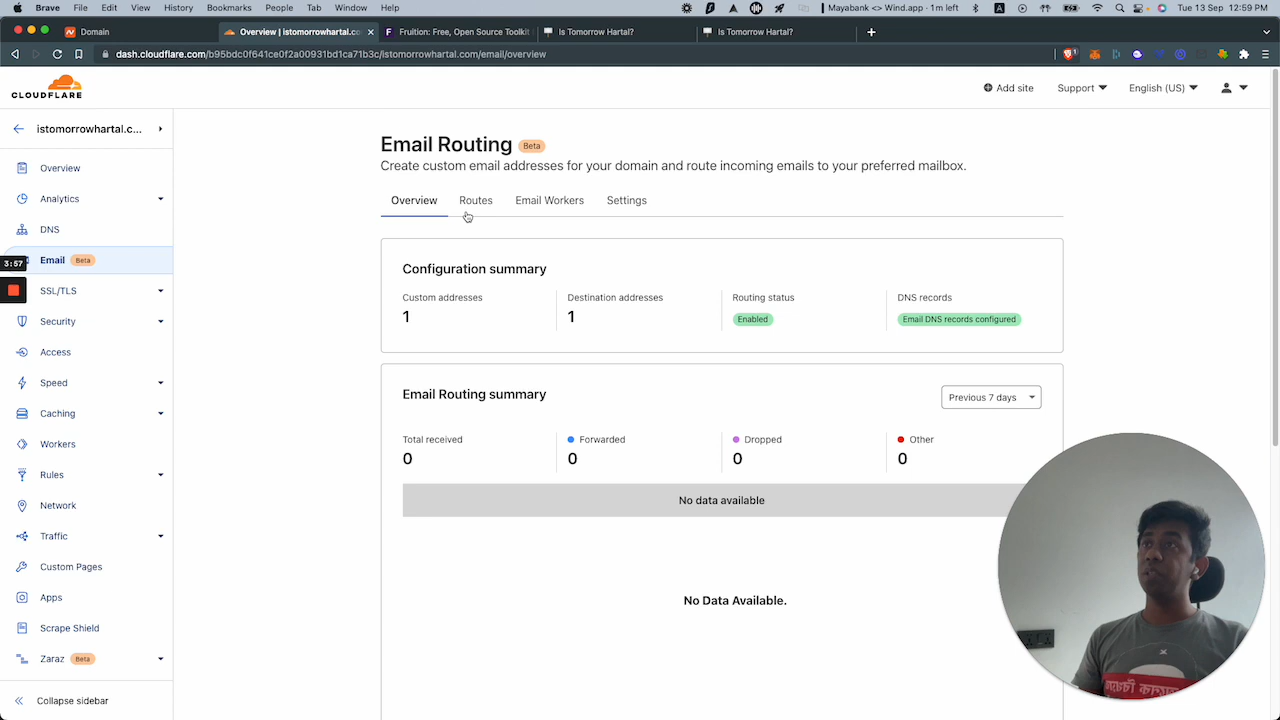 Brave File Edit View History Bookmarks People Tab Window Help
Mayabank <> Wind.app · 1m left
Tue 13 Sep 12:59 PM
Domain
Overview | istomorrowhartal.co
Fruition: Free, Open Source Toolkit
Is Tomorrow Hartal?
Is Tomorrow Hartal?
dash.cloudflare.com/b95bdc0f641ce0f2a00931bd1ca71b3c/istomorrowhartal.com/email/overview
CLOUDFLARE
Add site
Support
English (US)
istomorrowhartal.c...
Overview
Analytics
DNS
Email Beta
3:57
SSL/TLS
Security
Access
Speed
Caching
Workers
Rules
Network
Traffic
Custom Pages
Apps
Scrape Shield
Zaraz Beta
Collapse sidebar
Email Routing Beta
Create custom email addresses for your domain and route incoming emails to your preferred mailbox.
Overview Routes Email Workers Settings
Configuration summary
Custom addresses
1
Destination addresses
1
Routing status
Enabled
DNS records
Email DNS records configured
Email Routing summary
Previous 7 days
Total received
0
Forwarded
0
Dropped
0
Other
0
No data available
No Data Available.